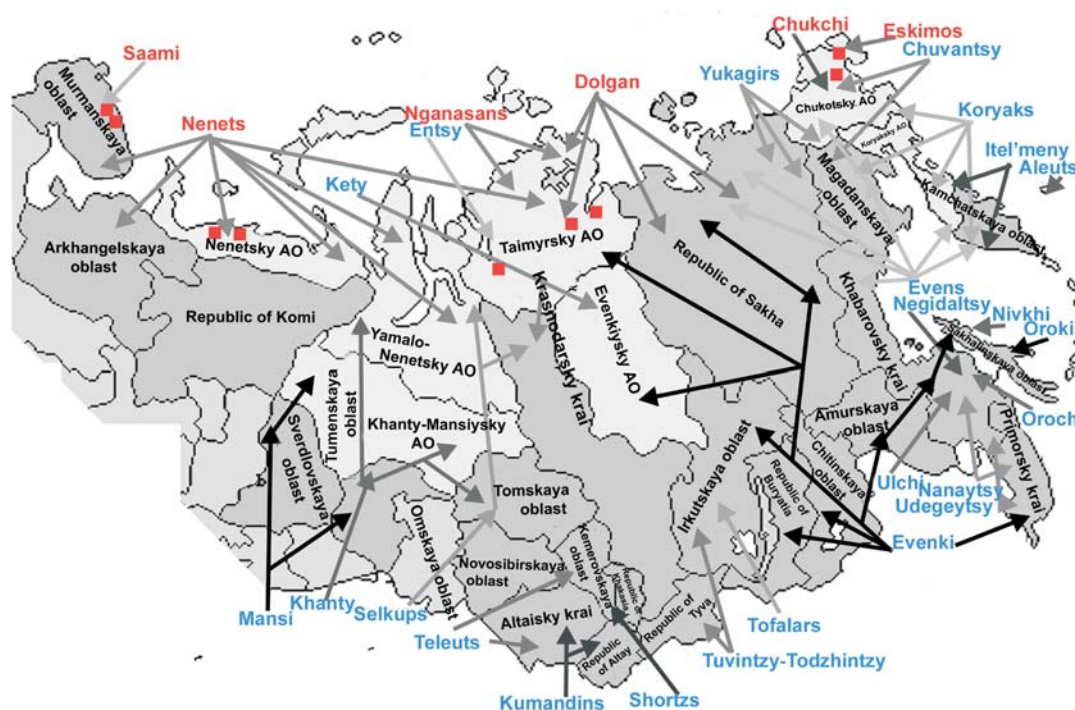 Chukchi
Eskimos
Saami
Chuvantsy
Murmanskaya
oblast
Yukagirs
Dolgan
Nganasans
Chukotsky AO
Koryaks
Nenets
Entsy
Koryaksky AO
Itel'meny
Aleuts
Kety
Magadanskaya
oblast
Kamchatskaya oblast
Arkhangelskaya
oblast
Nenetsky AO
Taimyrsky AO
Republic of Sakha
Evens
Negidaltsy
Republic of Komi
Krasnodarsky krai
Evenkiysky AO
Khabarovsky krai
Nivkhi
Oroki
Sakhalinskaya oblast
Yamalo-
Nenetsky AO
Tumenskaya
oblast
Khanty-Mansiysky
AO
Sverdlovskaya
oblast
Amurskaya
oblast
Oroch
Primorsky krai
Irkutskaya oblast
Chitinskaya
oblast
Republic of
Buryatia
Ulchi
Nanaytsy
Udegeytsy
Tomskaya
oblast
Omskaya oblast
Evenki
Novosibirskaya
oblast
Kemerovskaya
oblast
Republic of
Khakasia
Mansi
Khanty
Selkups
Altaisky krai
Republic of
Tyva
Tofalars
Teleuts
Republic
of Altay
Tuvintzy-Todzhintzy
Kumandins
Shortzs